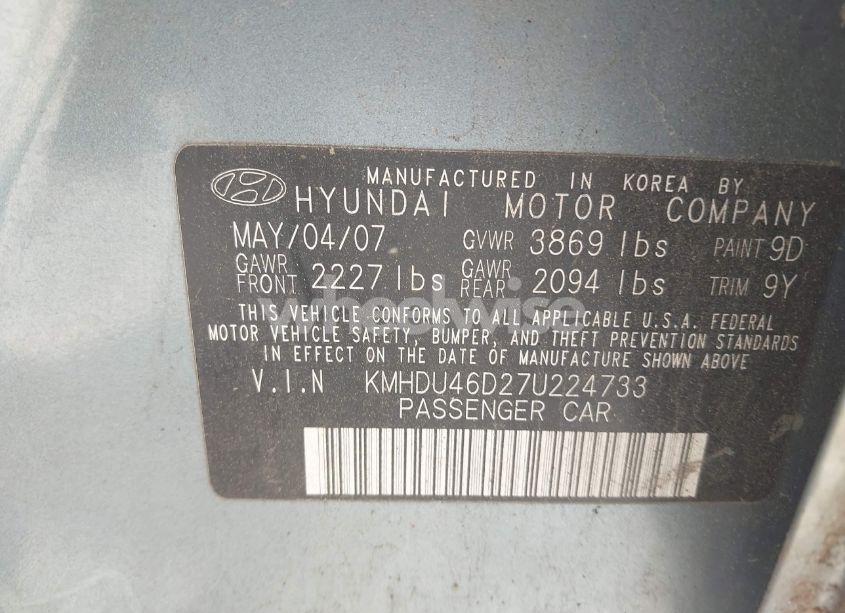 MANUFACTURED IN KOREA BY
HYUNDAI MOTOR COMPANY
MAY/04/07 GVWR 3869 lbs PAINT 9D
GAWR FRONT 2227 lbs GAWR REAR 2094 lbs TRIM 9Y
THIS VEHICLE CONFORMS TO ALL APPLICABLE U.S.A. FEDERAL
MOTOR VEHICLE SAFETY, BUMPER, AND THEFT PREVENTION STANDARDS
IN EFFECT ON THE DATE OF MANUFACTURE SHOWN ABOVE
V.I.N KMHDU46D27U224733
PASSENGER CAR
wheelwise